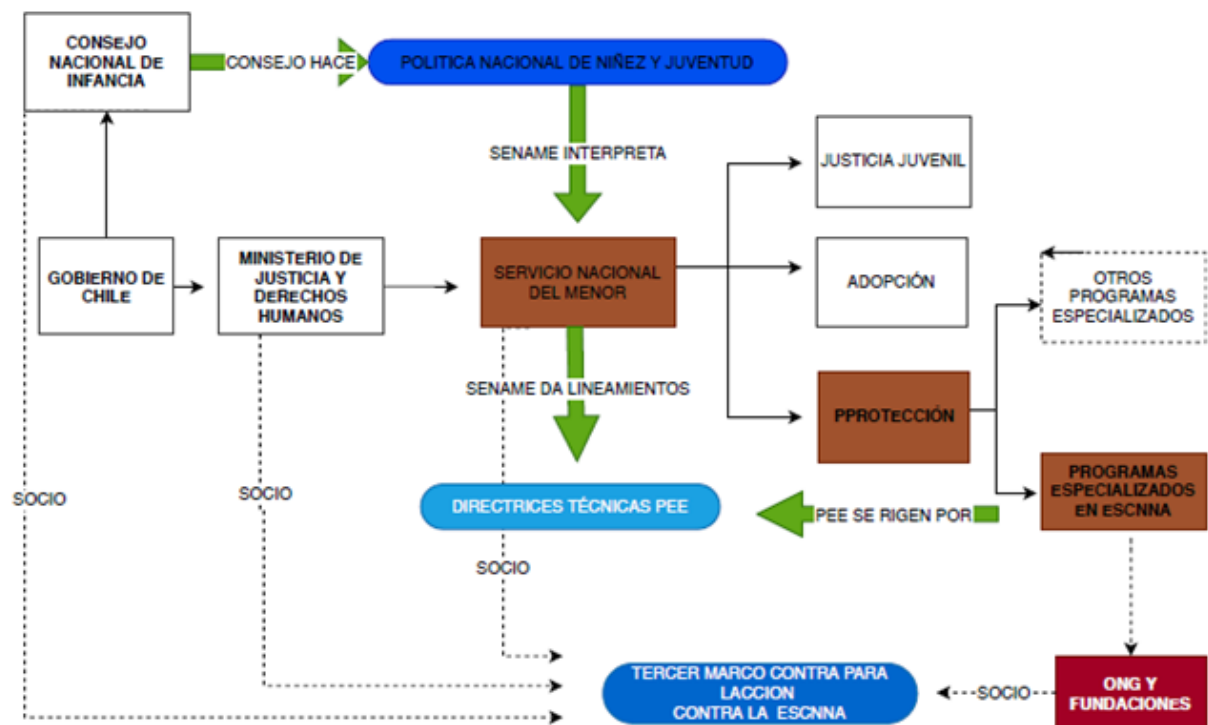 CONSEJO
NACIONAL DE
INFANCIA
CONSEJO HACE
POLITICA NACIONAL DE NIÑEZ Y JUVENTUD
SENAME INTERPRETA
JUSTICIA JUVENIL
GOBIERNO DE
CHILE
MINISTERIO DE
JUSTICIA Y
DERECHOS
HUMANOS
SERVICIO NACIONAL
DEL MENOR
ADOPCIÓN
OTROS
PROGRAMAS
ESPECIALIZADOS
SENAME DA LINEAMIENTOS
PPROTECCIÓN
PROGRAMAS
ESPECIALIZADOS
EN ESCNNA
SOCIO
SOCIO
DIRECTRICES TÉCNICAS PEE
PEE SE RIGEN POR
SOCIO
TERCER MARCO CONTRA PARA
LACCION
CONTRA LA ESCNNA
SOCIO
ONG Y
FUNDACIONES